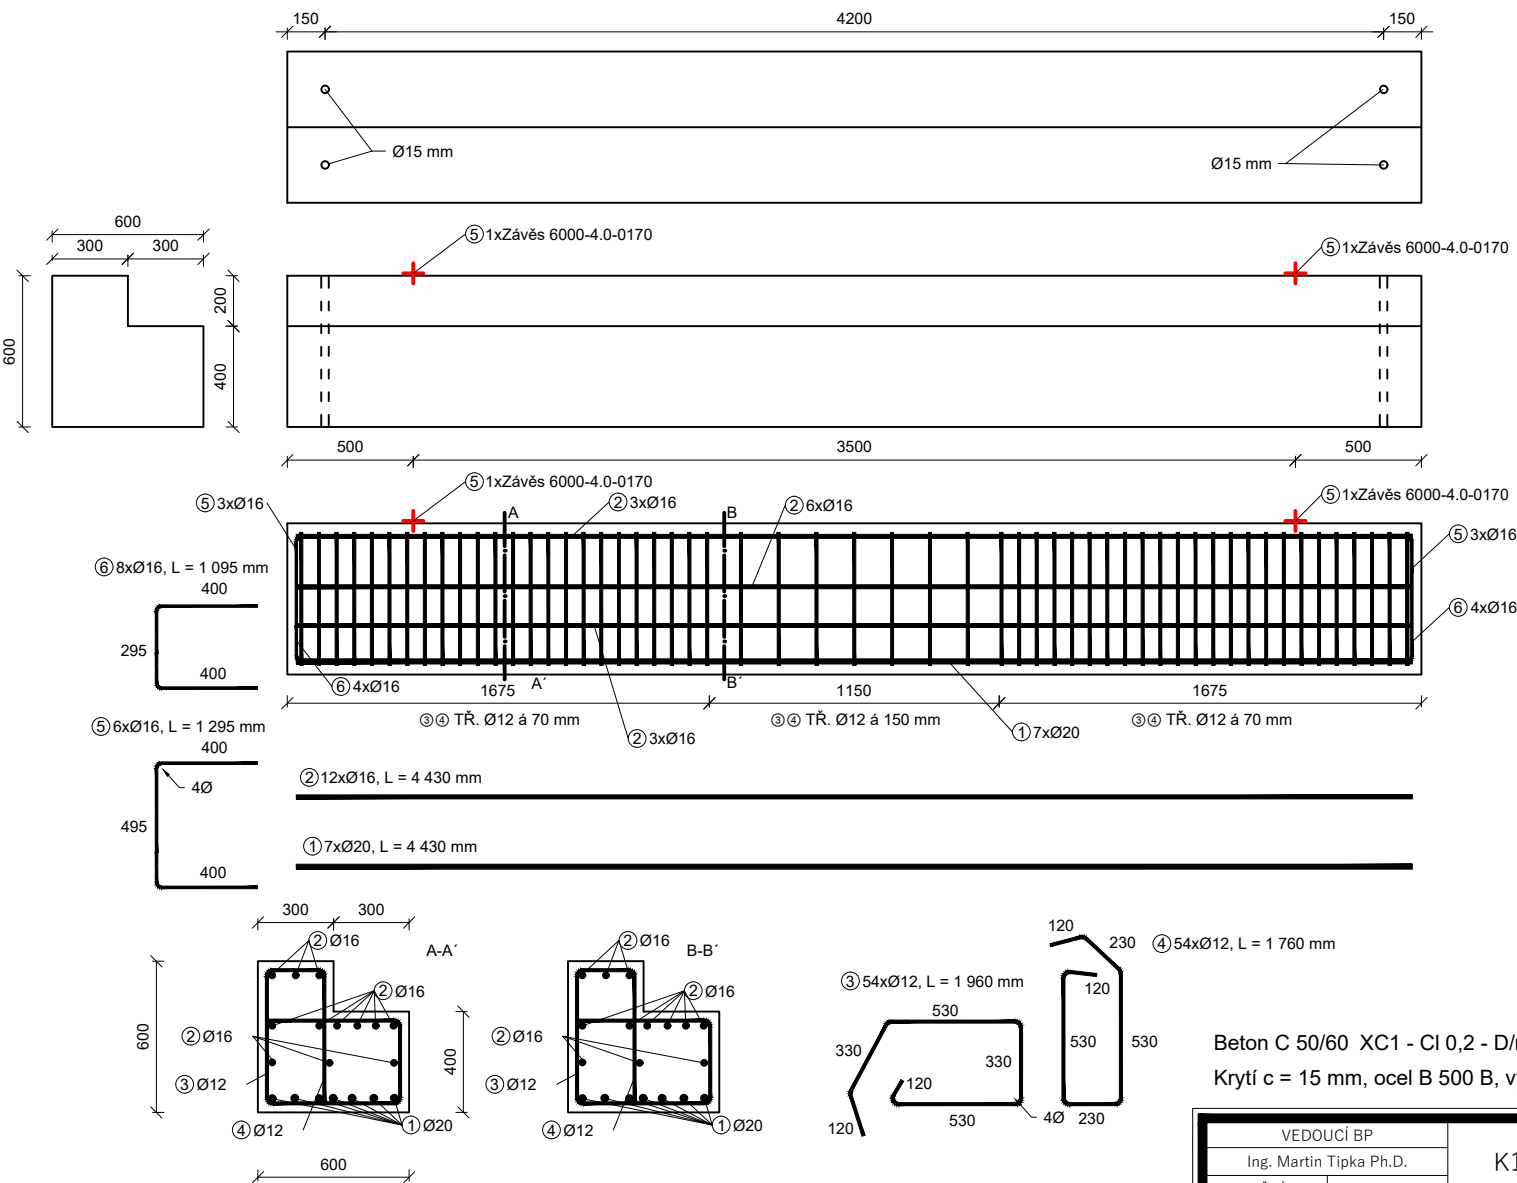 150 4200 150
Ø15 mm
Ø15 mm
600
300 300
200
600
400
⑤1xZávěs 6000-4.0-0170
⑤1xZávěs 6000-4.0-0170
500 3500 500
⑤1xZávěs 6000-4.0-0170
⑤1xZávěs 6000-4.0-0170
⑤3xØ16
A
②3xØ16
B
②6xØ16
⑤3xØ16
⑥8xØ16, L = 1 095 mm
400
295
400
⑥4xØ16
⑥4xØ16
A´
B´
1675 1150 1675
③④ TŘ. Ø12 á 70 mm
③④ TŘ. Ø12 á 150 mm
③④ TŘ. Ø12 á 70 mm
②3xØ16
①7xØ20
⑤6xØ16, L = 1 295 mm
400
4Ø
495
400
②12xØ16, L = 4 430 mm
①7xØ20, L = 4 430 mm
300 300
②Ø16
A-A´
②Ø16
②Ø16
600
400
③Ø12
④Ø12
①Ø20
600
②Ø16
B-B´
②Ø16
②Ø16
③Ø12
④Ø12
①Ø20
③54xØ12, L = 1 960 mm
530
330
330
120
120
530
4Ø
④54xØ12, L = 1 760 mm
120
230
120
530
530
230
Beton C 50/60 XC1 - Cl 0,2 -
Krytí c = 15 mm, ocel B 500 B,
VEDOUCÍ BP
Ing. Martin Tipka Ph.D.
K1